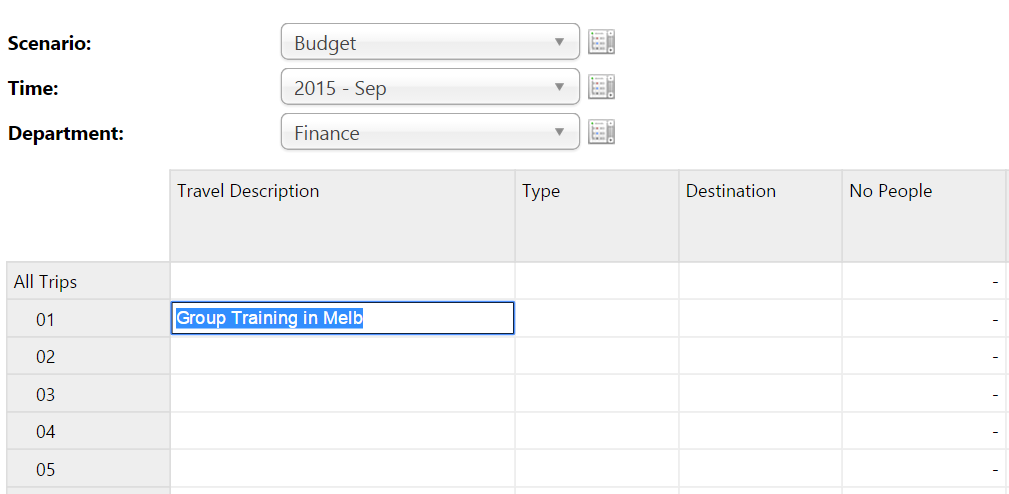 Scenario: Budget
Time: 2015 - Sep
Department: Finance
Travel Description Type Destination No People
All Trips -
01 Group Training in Melb -
02 -
03 -
04 -
05 -